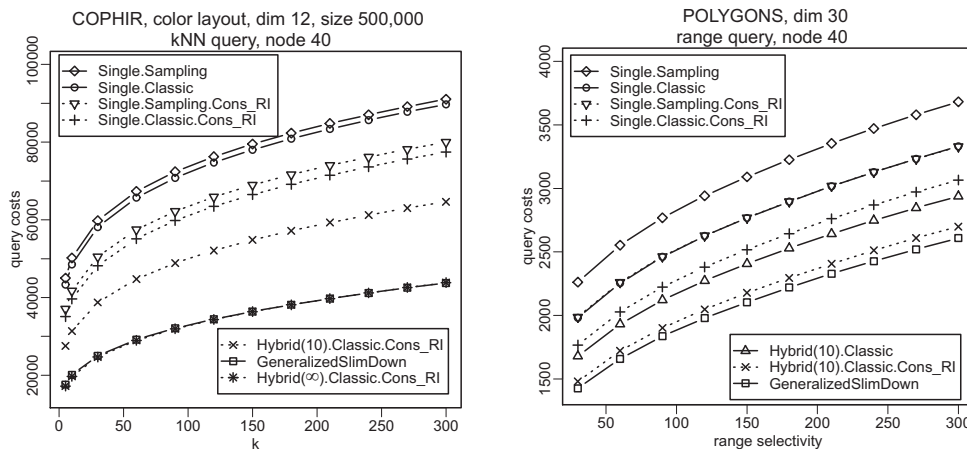 COPHIR, color layout, dim 12, size 500,000
kNN query, node 40
query costs
100000
80000
60000
40000
20000
Single.Sampling
Single.Classic
Single.Sampling.Cons_RI
Single.Classic.Cons_RI
Hybrid(10).Classic.Cons_RI
GeneralizedSlimDown
Hybrid(∞).Classic.Cons_RI
0 50 100 150 200 250 300
k
POLYGONS, dim 30
range query, node 40
query costs
4000
3500
3000
2500
2000
1500
Single.Sampling
Single.Classic
Single.Sampling.Cons_RI
Single.Classic.Cons_RI
Hybrid(10).Classic
Hybrid(10).Classic.Cons_RI
GeneralizedSlimDown
50 100 150 200 250 300
range selectivity